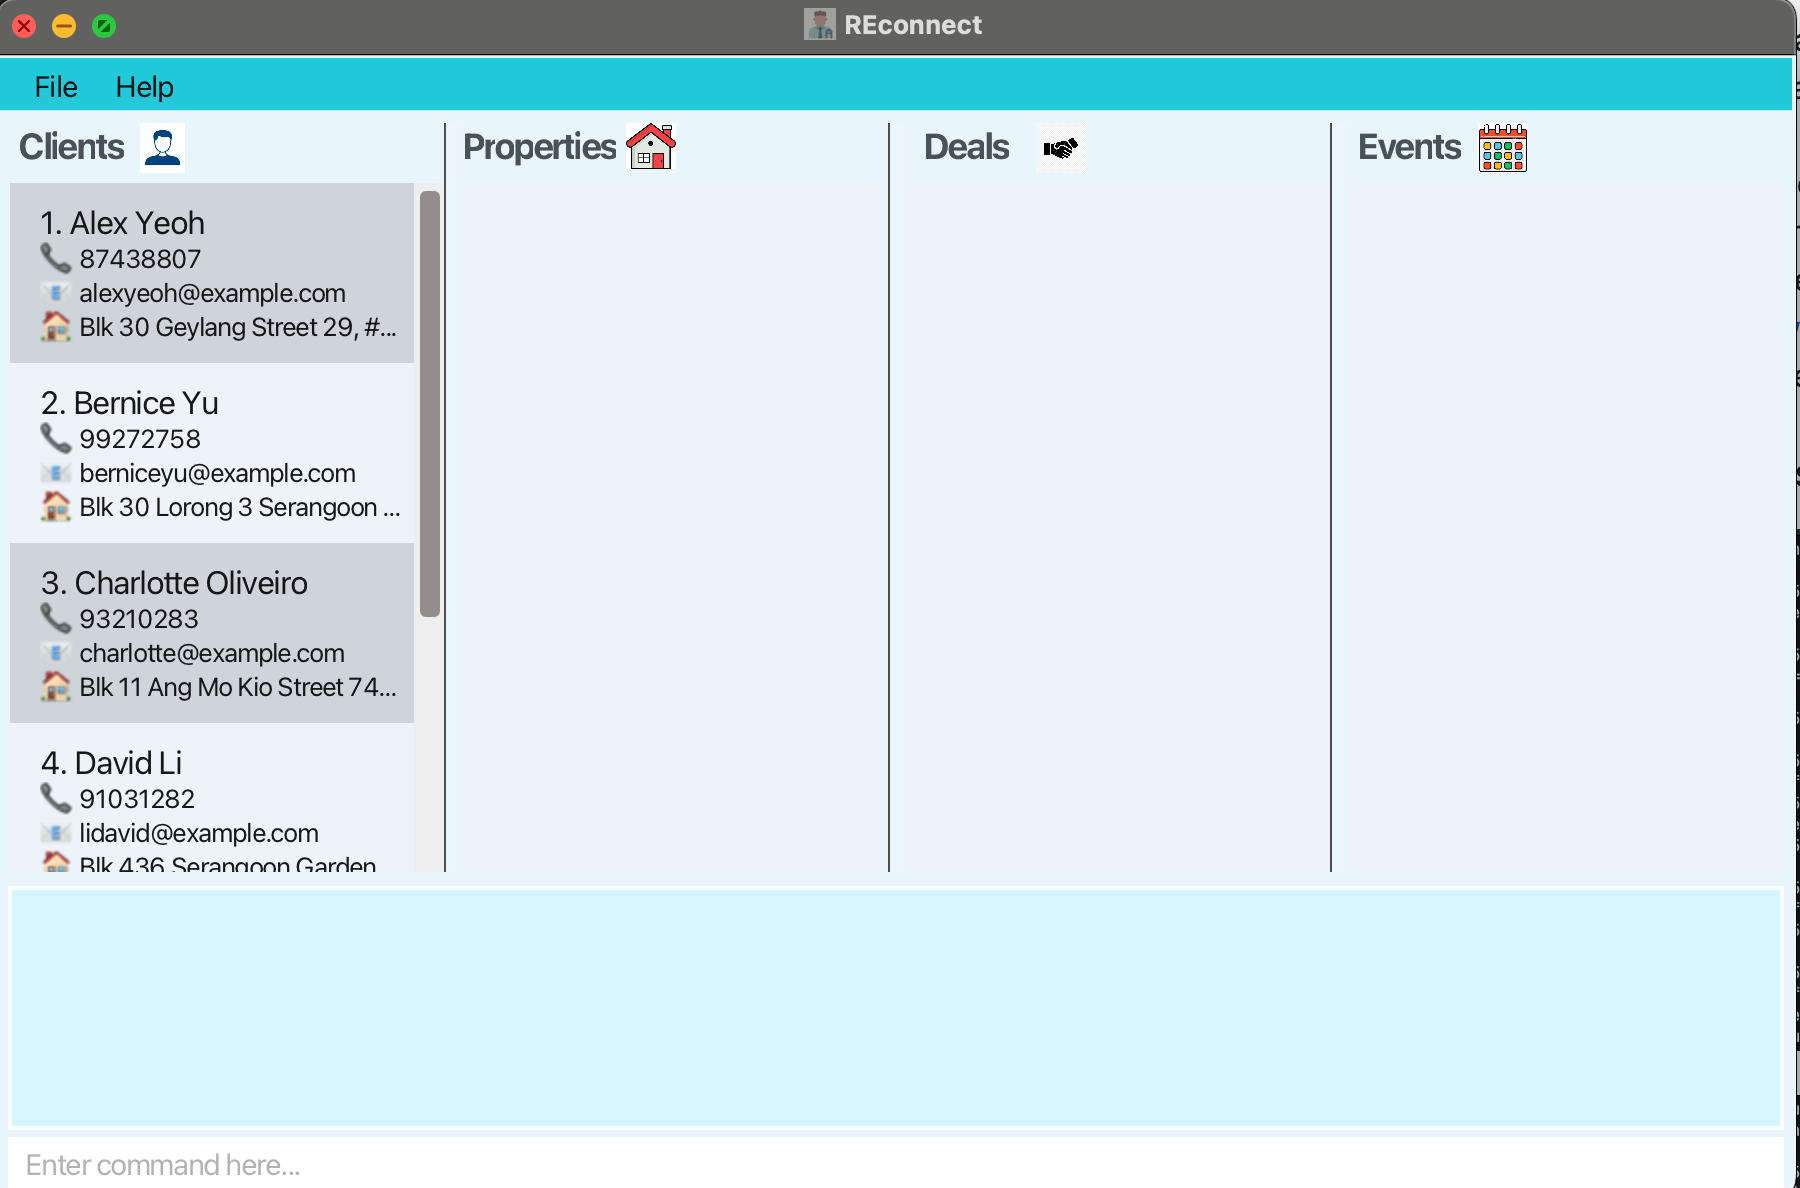 REconnect
File Help
Clients
Properties
Deals
Events
1. Alex Yeoh
87438807
alexyeoh@example.com
Blk 30 Geylang Street 29, #...
2. Bernice Yu
99272758
berniceyu@example.com
Blk 30 Lorong 3 Serangoon ...
3. Charlotte Oliveiro
93210283
charlotte@example.com
Blk 11 Ang Mo Kio Street 74...
4. David Li
91031282
lidavid@example.com
Blk 436 Serangoon Garden
Enter command here...